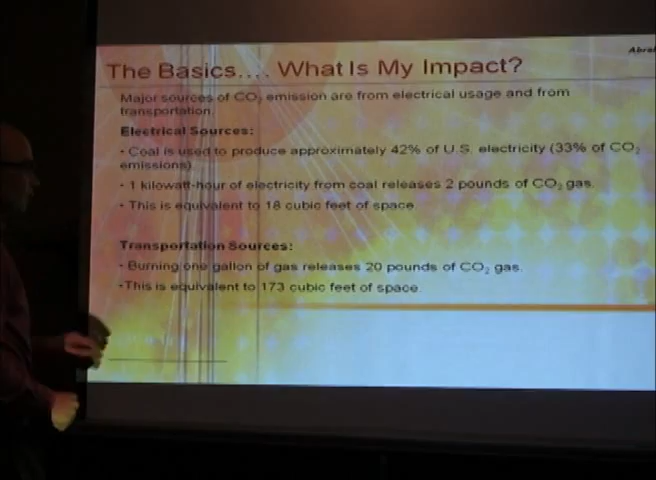 The Basics.... What Is My Impact?
Major sources of CO2 emission are from electrical usage and from
transportation.
Electrical Sources:
- Coal is used to produce approximately 42% of U.S. electricity (33% of CO2
emissions).
- 1 kilowatt-hour of electricity from coal releases 2 pounds of CO2 gas.
- This is equivalent to 18 cubic feet of space
Transportation Sources:
- Burning one gallon of gas releases 20 pounds of CO2 gas.
- This is equivalent to 173 cubic feet of space.